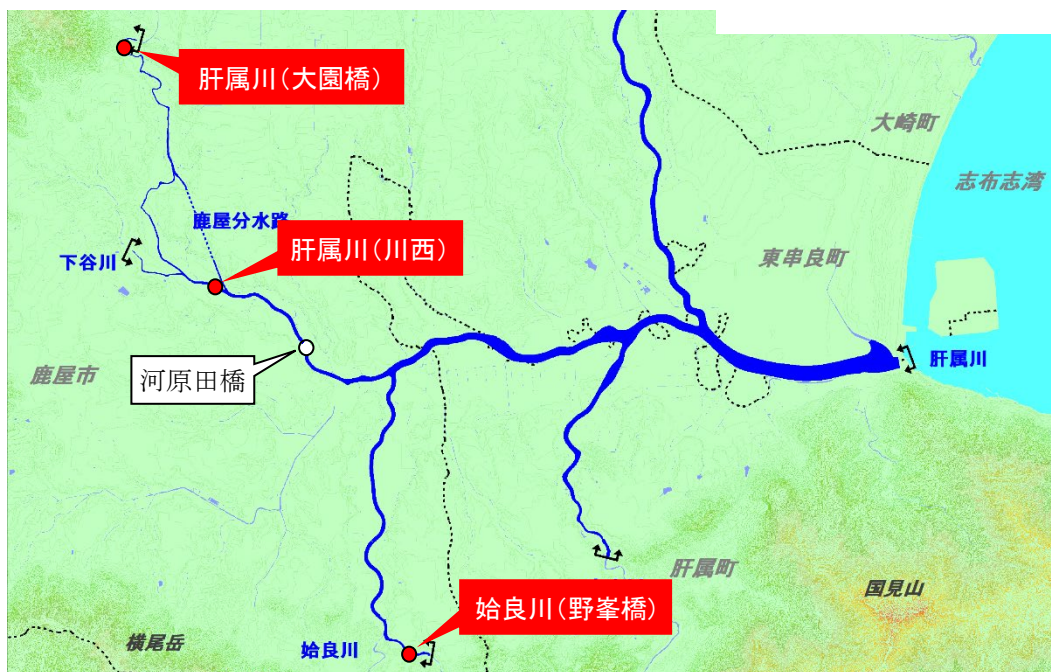 肝属川（大園橋）
大崎町
志布志湾
鹿屋分水路
肝属川（川西）
下谷川
東串良町
河原田橋
鹿屋市
肝属川
肝属町
国見山
姶良川（野峯橋）
姶良川
横尾岳